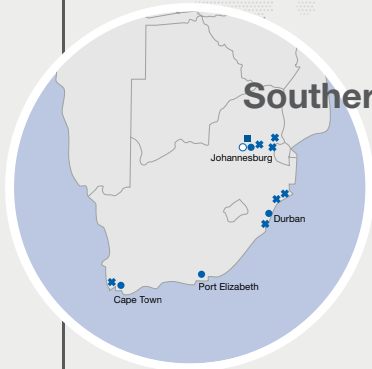 Souther
Johannesburg
Durban
Port Elizabeth
Cape Town